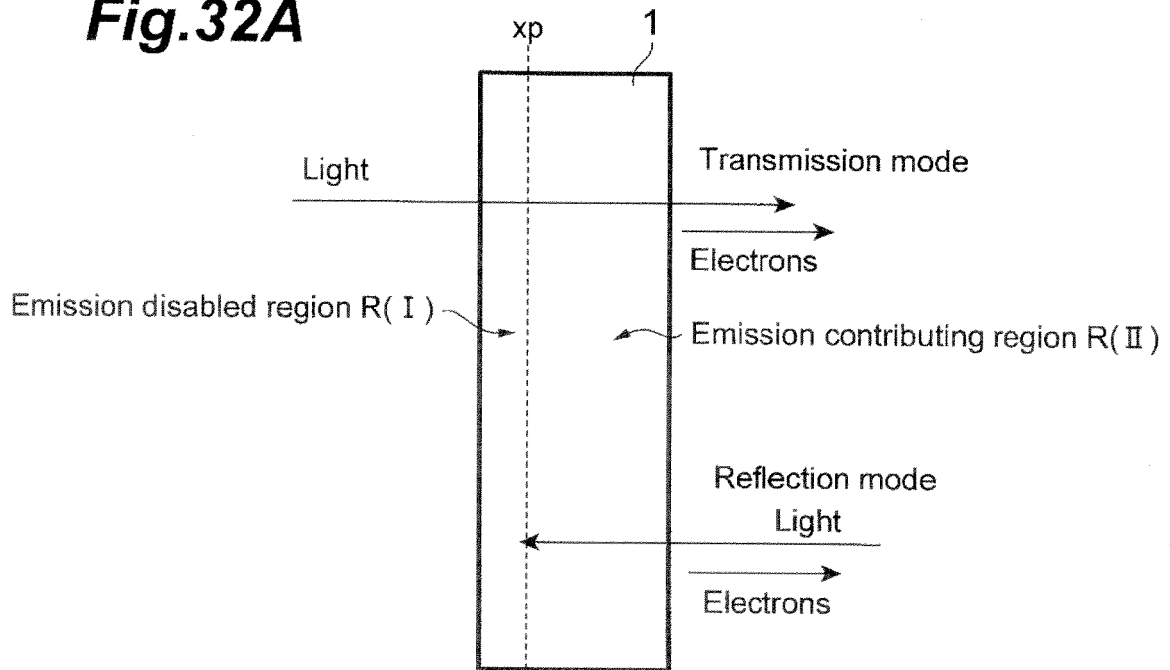 Fig.32A
xp
1
Light
Transmission mode
Electrons
Emission disabled region R(Ⅰ)
Emission contributing region R(Ⅱ)
Reflection mode
Light
Electrons